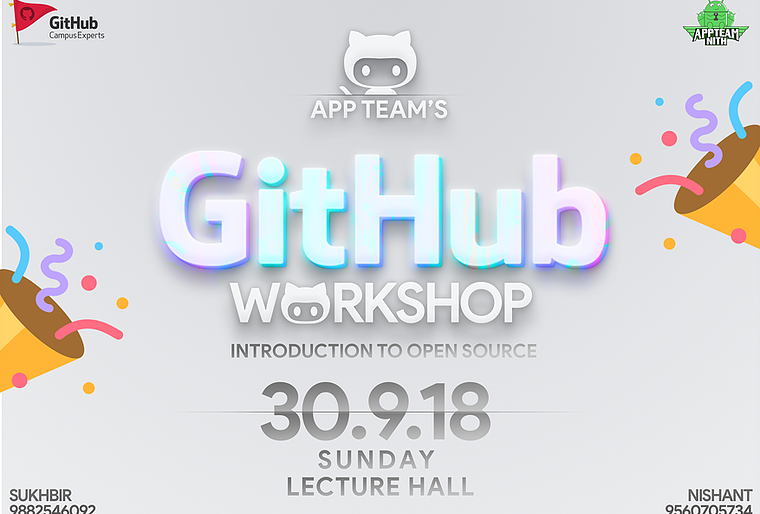 GitHub
Campus Experts
APPTEAM
NITH
APP TEAM'S
GitHub
WORKSHOP
INTRODUCTION TO OPEN SOURCE
30.9.18
SUNDAY
LECTURE HALL
SUKHBIR
9882546092
NISHANT
9560705734